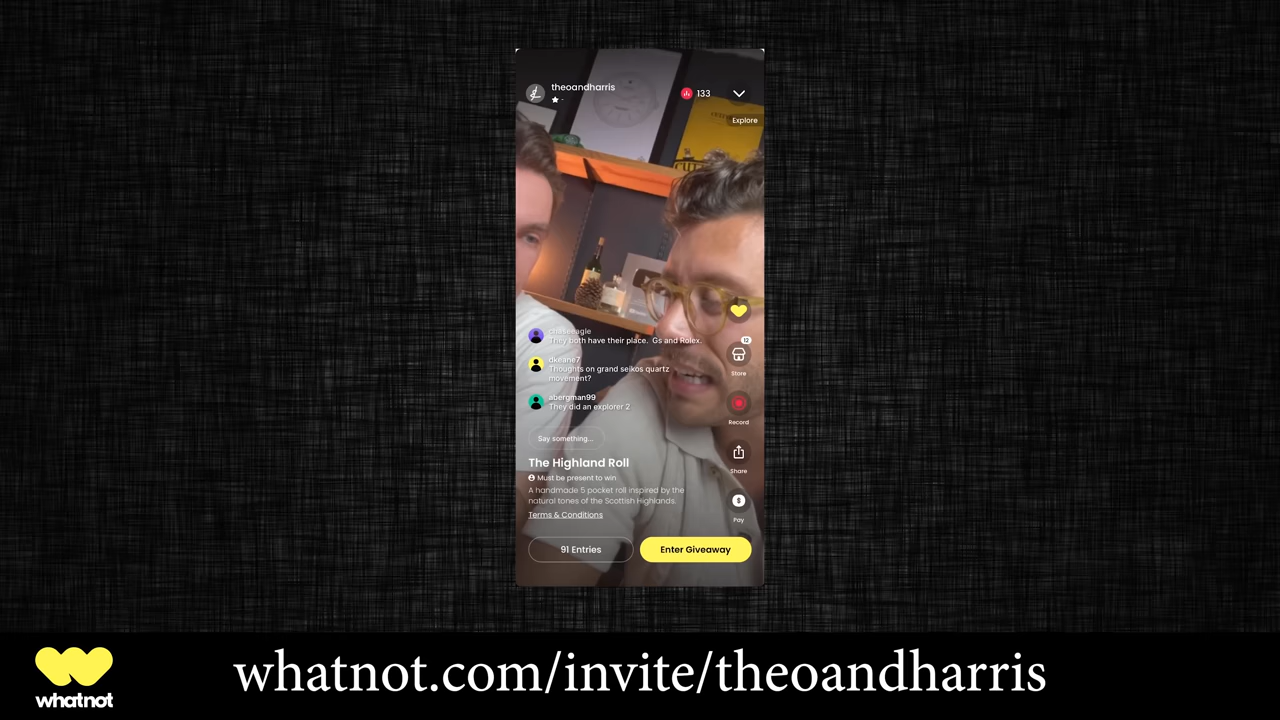 theoandharris
133
Explore
chaseeagle
They both have their place. Gs and Rolex.
dkeane7
Thoughts on grand seikos quartz
movement?
abergman99
They did an explorer 2
Say something...
12
Store
Record
Share
Pay
The Highland Roll
Must be present to win
A handmade 5 pocket roll inspired by the
natural tones of the Scottish Highlands.
Terms & Conditions
91 Entries
Enter Giveaway
whatnot
whatnot.com/invite/theoandharris